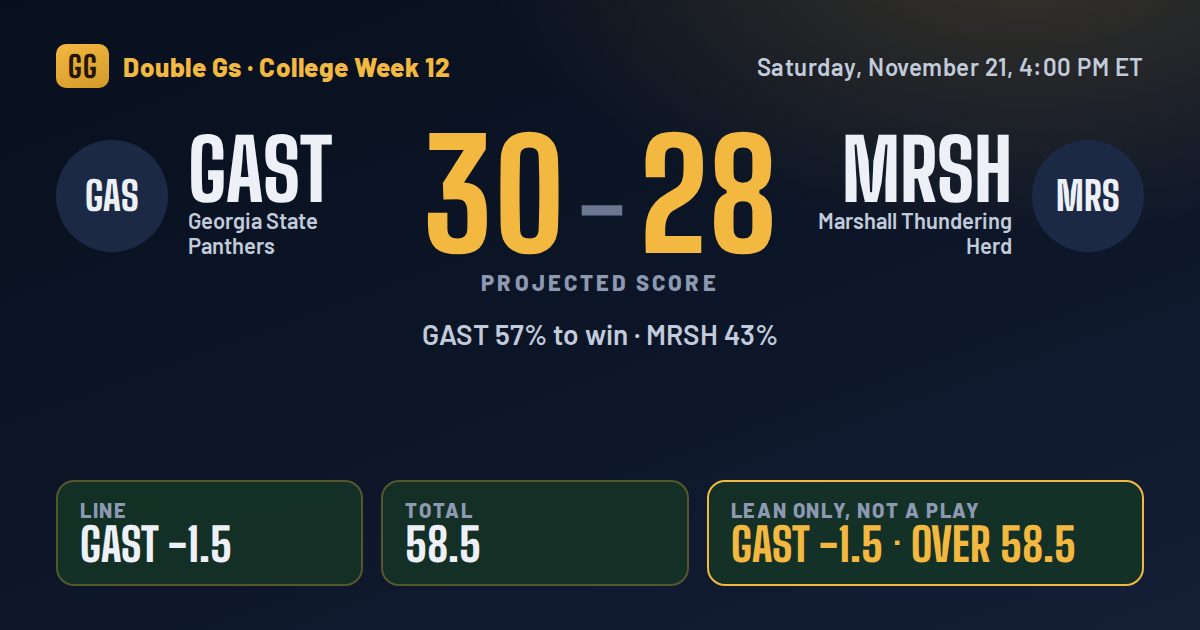 GG
Double Gs · College Week 12
Saturday, November 21, 4:00 PM ET
GAS
GAST
Georgia State
Panthers
30 – 28
PROJECTED SCORE
GAST 57% to win · MRSH 43%
MRSH
Marshall Thundering
Herd
MRS
LINE
GAST −1.5
TOTAL
58.5
LEAN ONLY, NOT A PLAY
GAST −1.5 · OVER 58.5